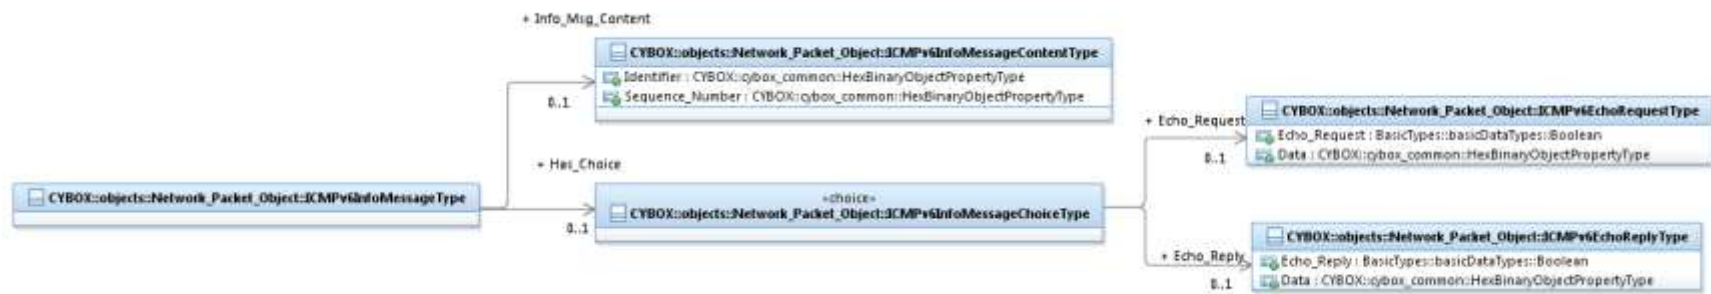 + Info_Msg_Content
CYBOX::objects::Network_Packet_Object::ICMPv6InfoMessageContentType
Identifier : CYBOX::cybox_common::HexBinaryObjectPropertyType
Sequence_Number : CYBOX::cybox_common::HexBinaryObjectPropertyType
0..1
+ Echo_Request
CYBOX::objects::Network_Packet_Object::ICMPv6EchoRequestType
Echo_Request : BasicTypes::basicDataTypes::Boolean
Data : CYBOX::cybox_common::HexBinaryObjectPropertyType
0..1
+ Has_Choice
CYBOX::objects::Network_Packet_Object::ICMPv6InfoMessageType
«choice»
CYBOX::objects::Network_Packet_Object::ICMPv6InfoMessageChoiceType
0..1
+ Echo_Reply
CYBOX::objects::Network_Packet_Object::ICMPv6EchoReplyType
Echo_Reply : BasicTypes::basicDataTypes::Boolean
Data : CYBOX::cybox_common::HexBinaryObjectPropertyType
0..1